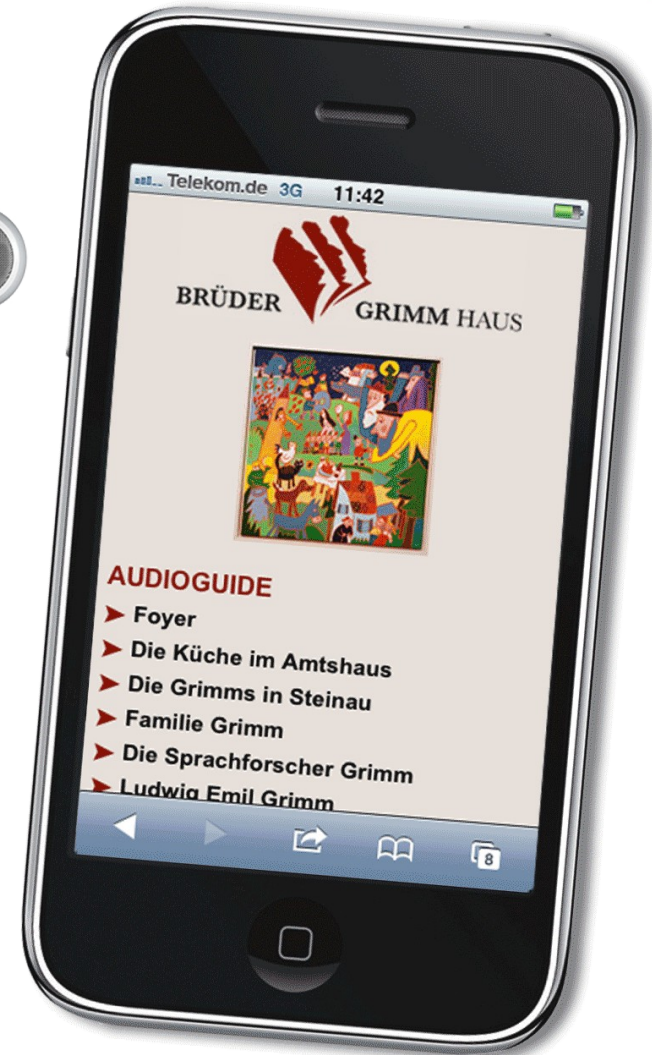 Telekom.de 3G 11:42
BRÜDER GRIMM HAUS
AUDIOGUIDE
Foyer
Die Küche im Amtshaus
Die Grimms in Steinau
Familie Grimm
Die Sprachforscher Grimm
Ludwig Emil Grimm
8